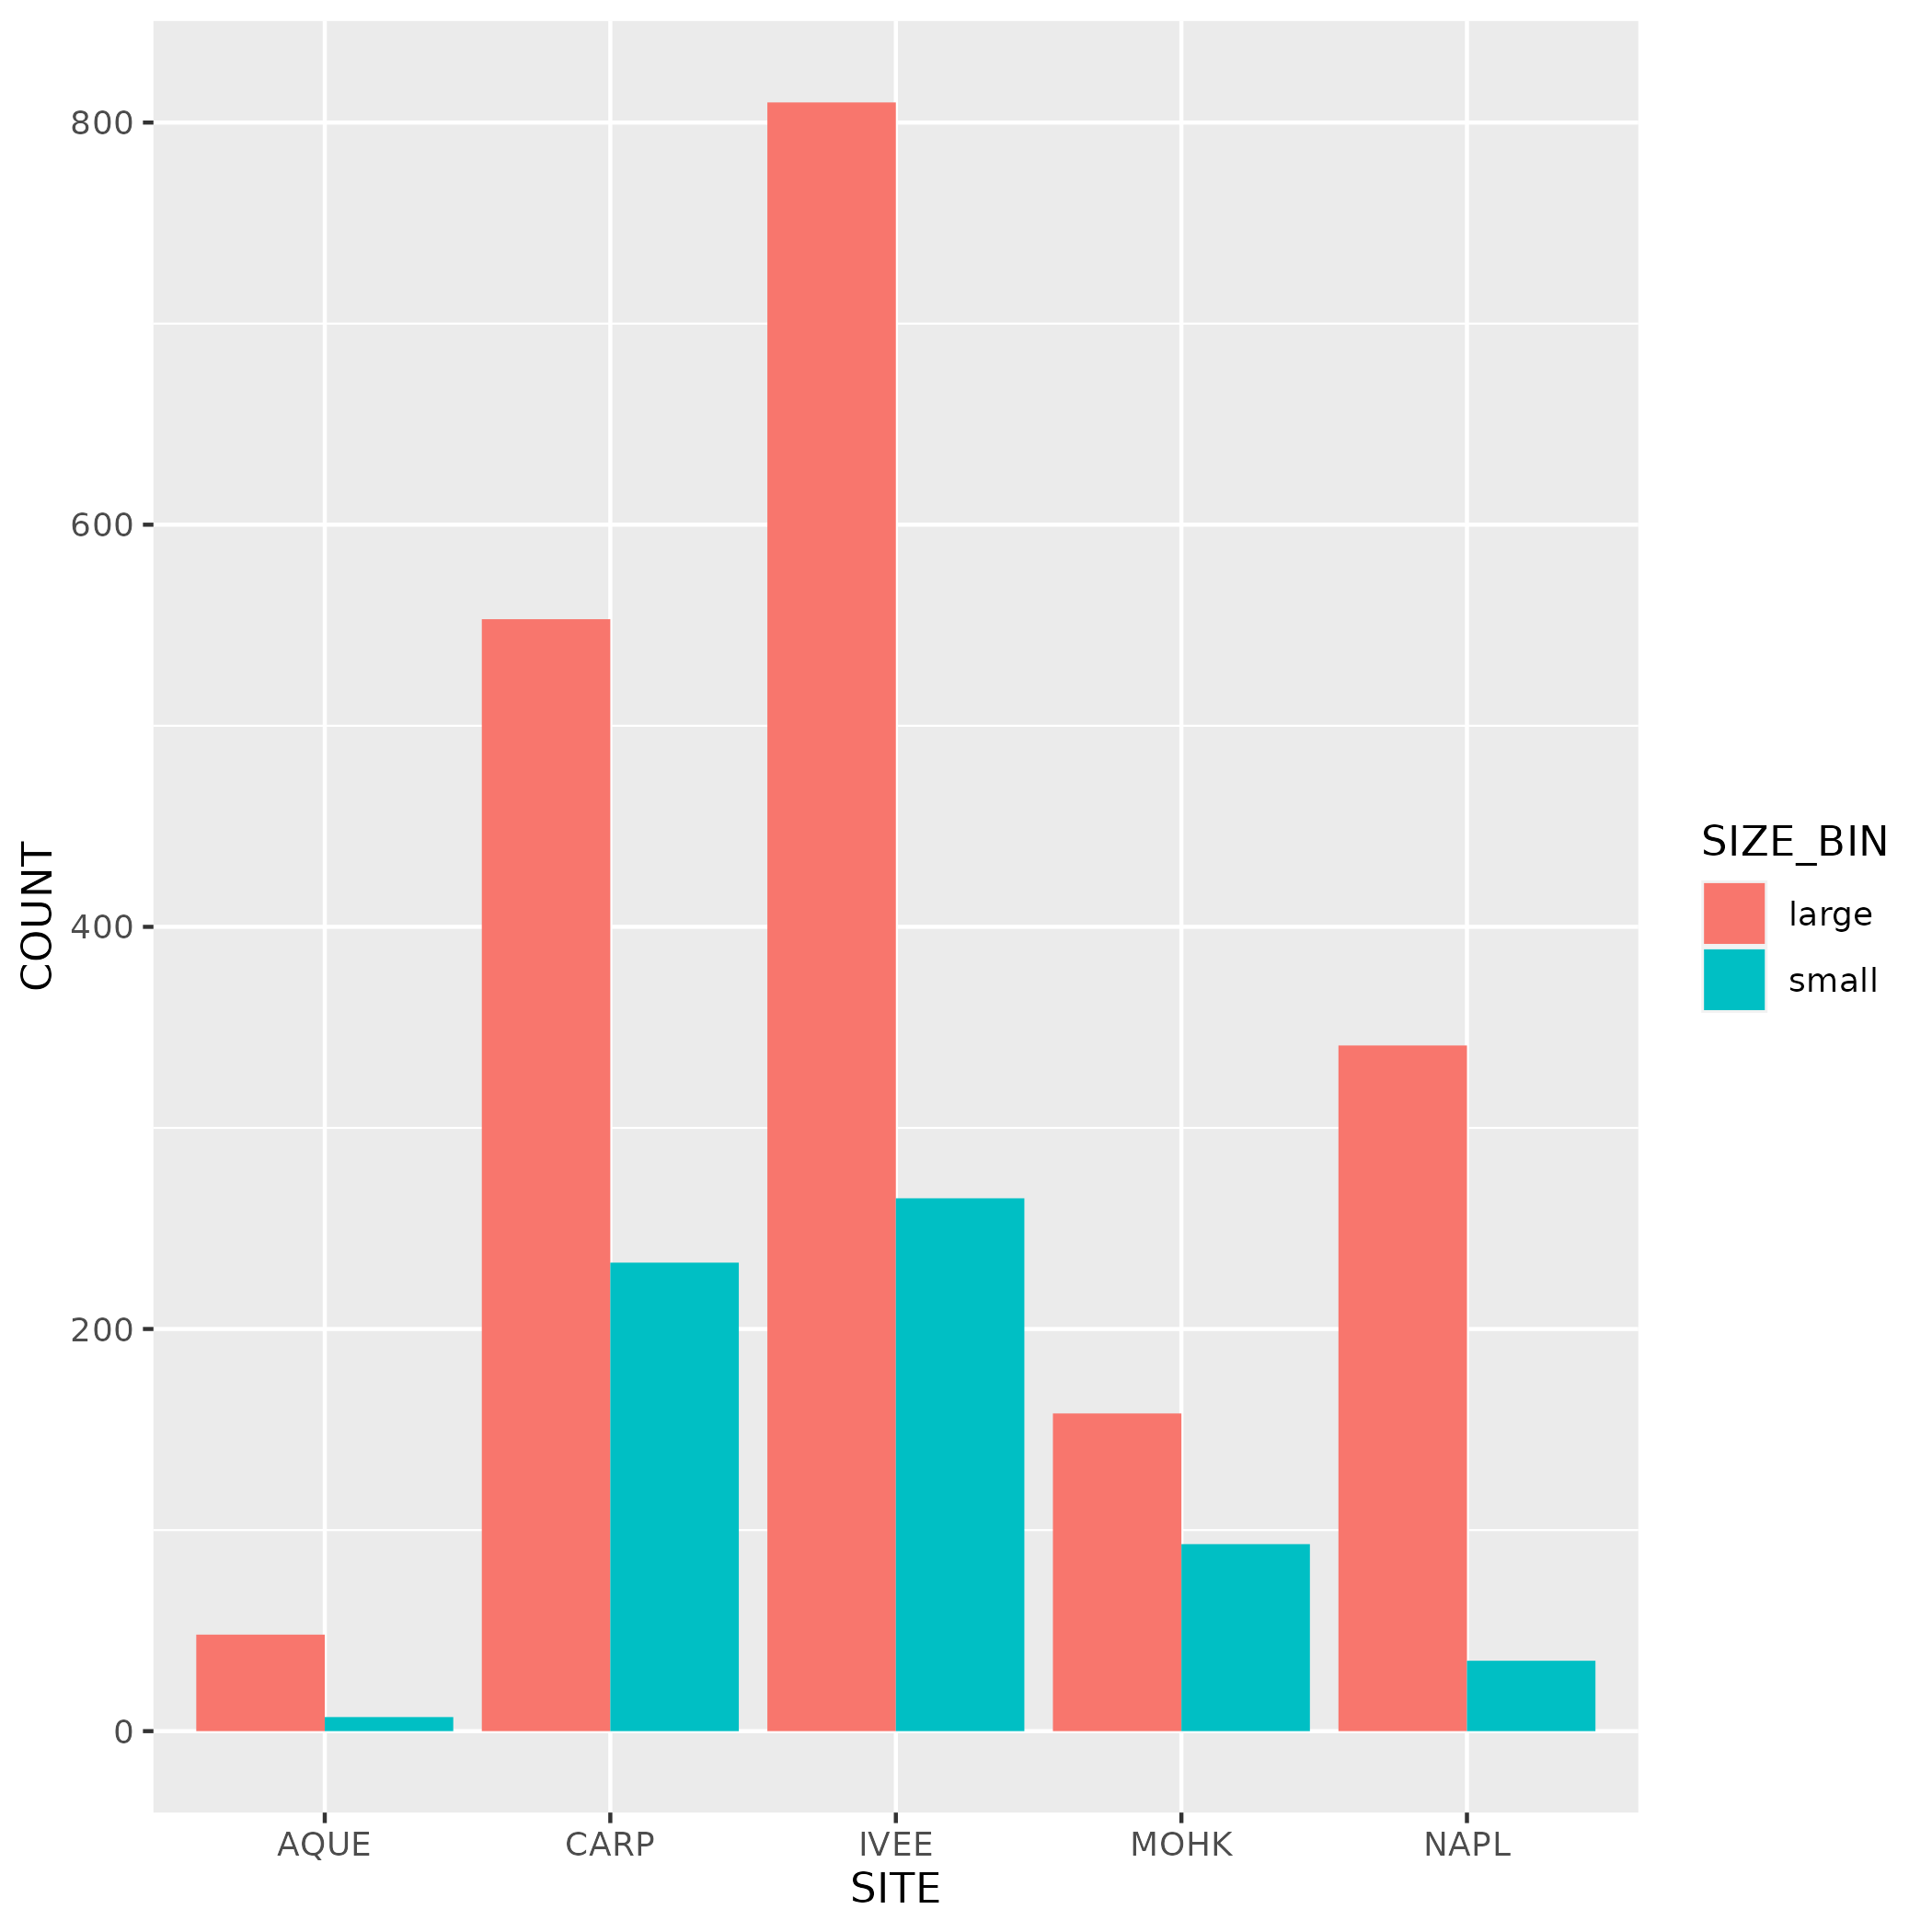 COUNT
800
600
400
200
0
AQUE CARP IVEE MOHK NAPL
SITE
SIZE_BIN
large
small